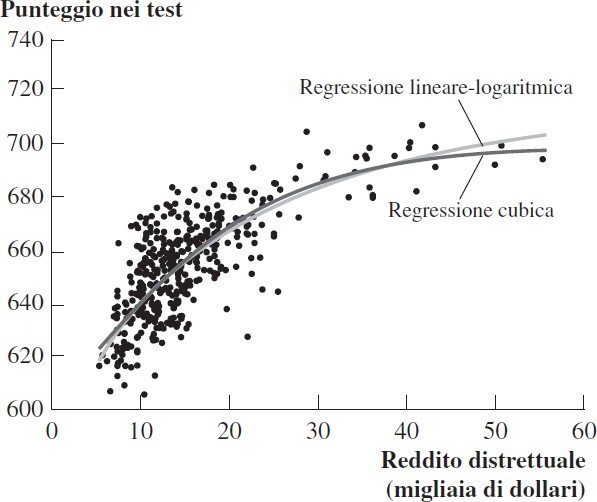 Punteggio nei test
740
720
700
680
660
640
620
600
Regressione lineare-logaritmica
Regressione cubica
0 10 20 30 40 50 60
Reddito distrettuale
(migliaia di dollari)